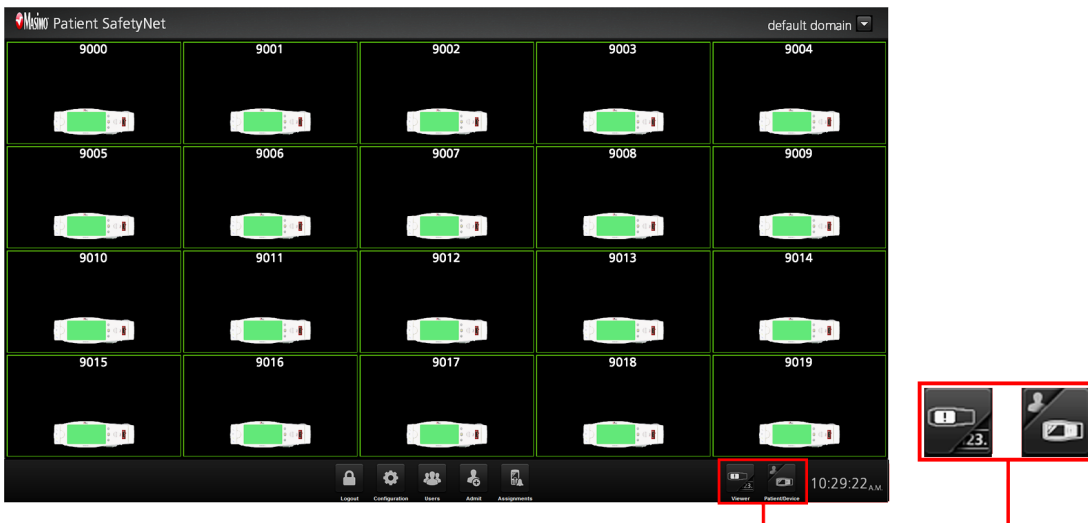 Masimo Patient SafetyNet
default domain
9000 9001 9002 9003 9004
9005 9006 9007 9008 9009
9010 9011 9012 9013 9014
9015 9016 9017 9018 9019
Logout Configuration Users Admit Assignments Viewer Patient/Device 10:29:22 A.M.
23.